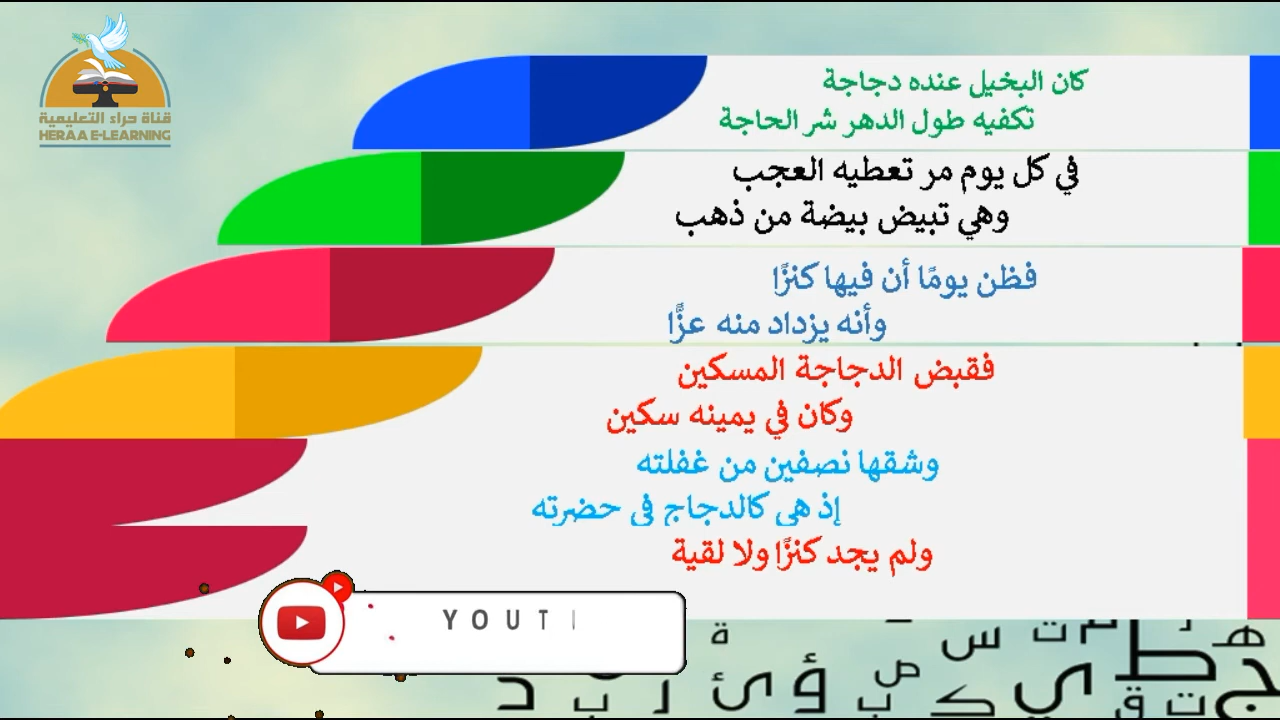 قناة حراء التعليمية
HERAA E-LEARNING
كان البخيل عنده دجاجة
تكفيه طول الدهر شر الحاجة
في كل يوم مر تعطيه العجب
وهي تبيض بيضة من ذهب
فظن يومًا أن فيها كنزًا
وأنه يزداد منه عزًّا
فقبض الدجاجة المسكين
وكان في يمينه سكين
وشقها نصفين من غفلته
إذ هي كالدجاج في حضرته
ولم يجد كنزًا ولا لقية
YOUT